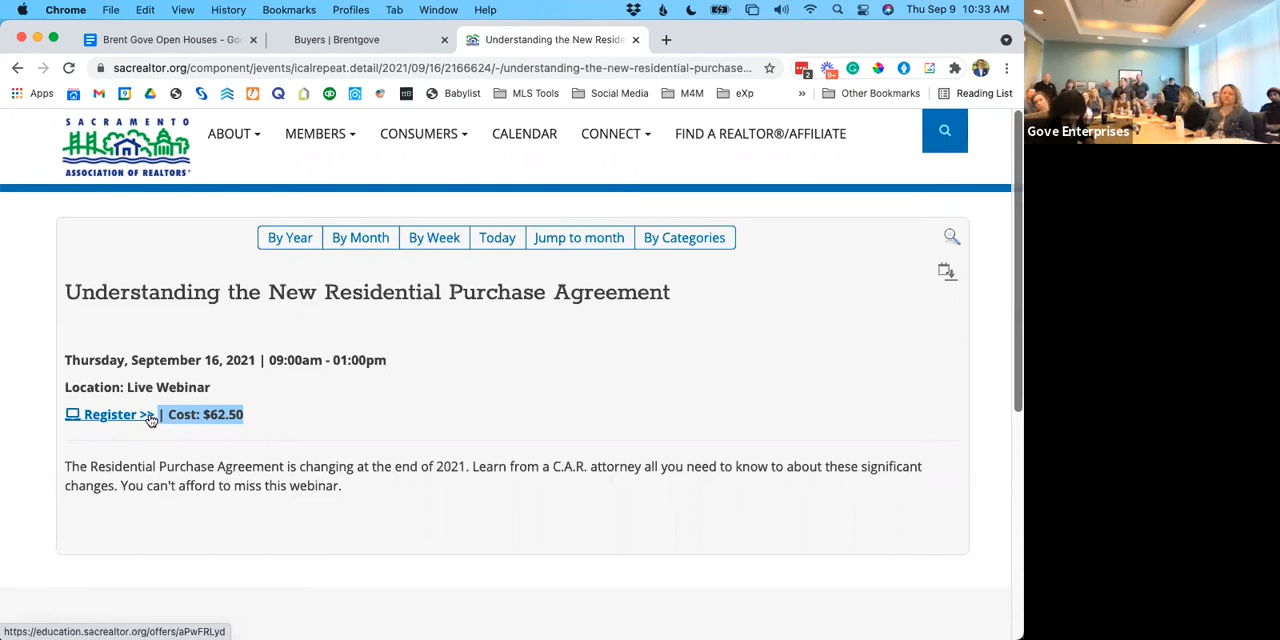 Chrome File Edit View History Bookmarks Profiles Tab Window Help Thu Sep 9 10:33 AM
Brent Gove Open Houses - Go
Buyers | Brentgove
Understanding the New Reside
sacrealtor.org/component/jevents/icalrepeat.detail/2021/09/16/2166624/-/understanding-the-new-residential-purchase...
2
9+
Apps
Babylist
MLS Tools
Social Media
M4M
eXp
»
Other Bookmarks
Reading List
SACRAMENTO
ASSOCIATION OF REALTORS®
ABOUT MEMBERS CONSUMERS CALENDAR CONNECT FIND A REALTOR®/AFFILIATE
Gove Enterprises
By Year By Month By Week Today Jump to month By Categories
Understanding the New Residential Purchase Agreement
Thursday, September 16, 2021 | 09:00am - 01:00pm
Location: Live Webinar
Register >> | Cost: $62.50
The Residential Purchase Agreement is changing at the end of 2021. Learn from a C.A.R. attorney all you need to know to about these significant
changes. You can't afford to miss this webinar.
https://education.sacrealtor.org/offers/aPwFRLyd